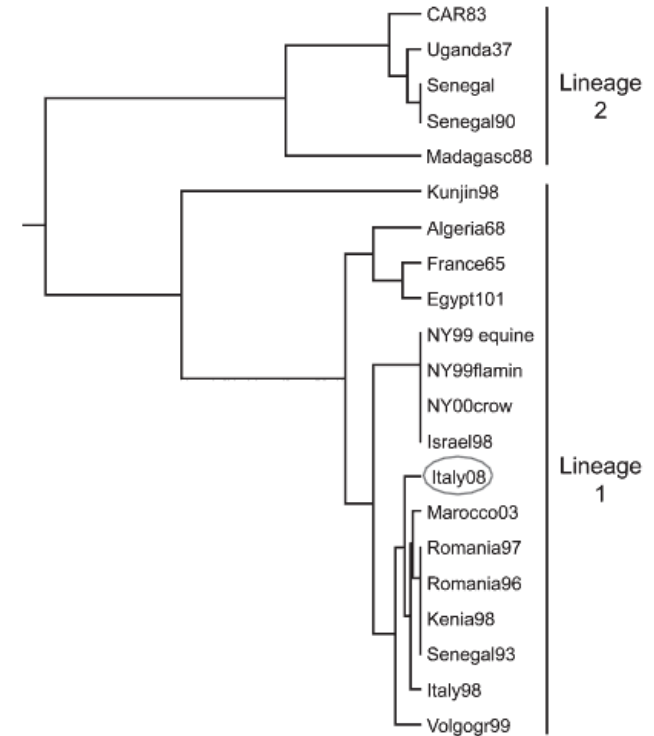 CAR83
Uganda37
Senegal
Senegal90
Madagasc88
Lineage
2
Kunjin98
Algeria68
France65
Egypt101
NY99 equine
NY99flamin
NY00crow
Israel98
Italy08
Marocco03
Romania97
Romania96
Kenia98
Senegal93
Italy98
Volgogr99
Lineage
1